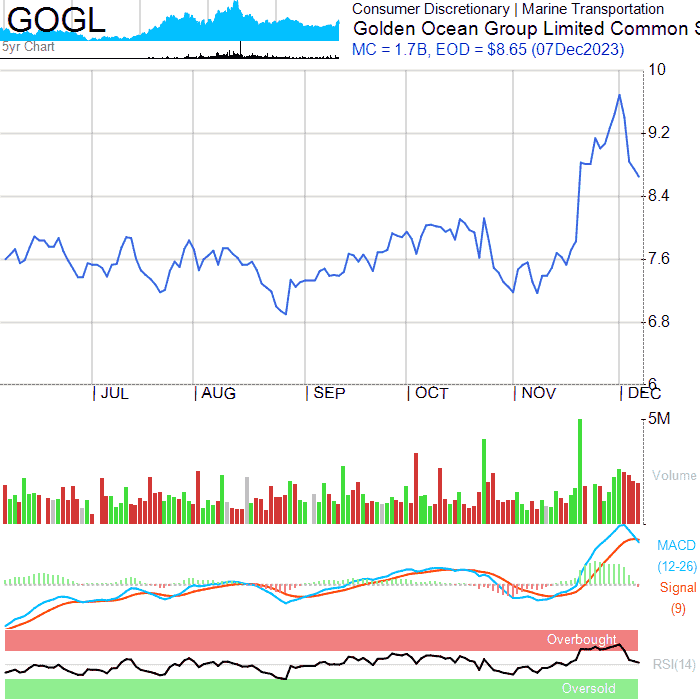 GOGL
5yr Chart
Consumer Discretionary | Marine Transportation
Golden Ocean Group Limited Common S
MC = 1.7B, EOD = $8.65 (07Dec2023)
10
9.2
8.4
7.6
6.8
6
JUL AUG SEP OCT NOV DEC
5M
Volume
MACD
(12-26)
Signal
(9)
Overbought
RSI(14)
Oversold